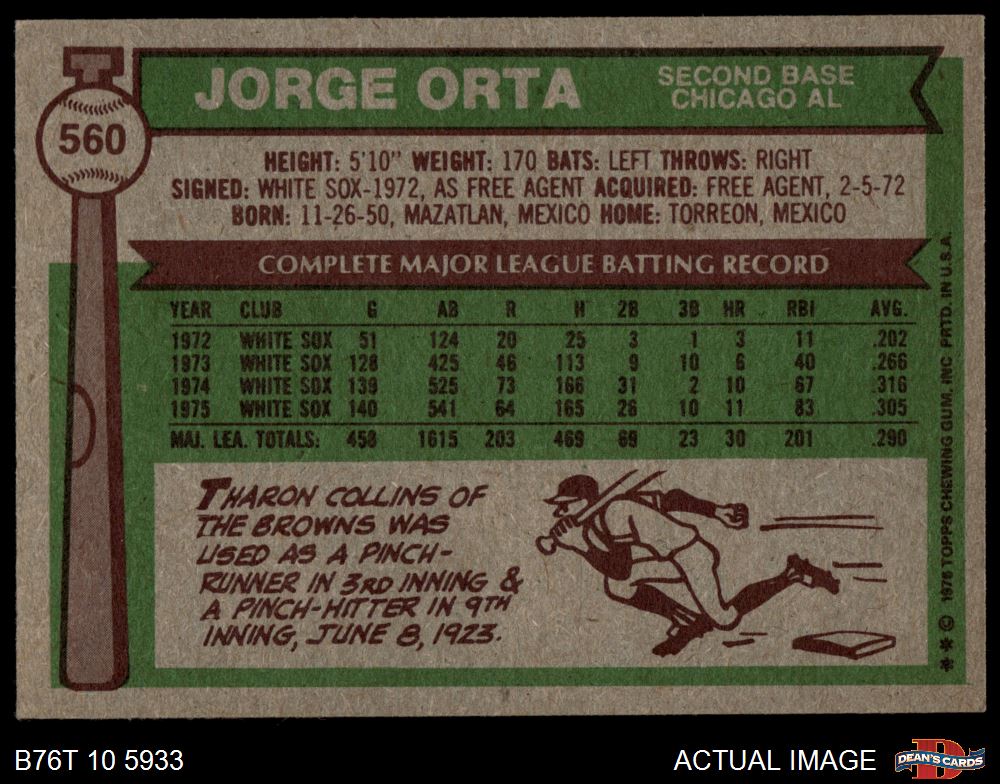 T
560
JORGE ORTA
SECOND BASE
CHICAGO AL
HEIGHT: 5'10" WEIGHT: 170 BATS: LEFT THROWS: RIGHT
SIGNED: WHITE SOX-1972, AS FREE AGENT ACQUIRED: FREE AGENT, 2-5-72
BORN: 11-26-50, MAZATLAN, MEXICO HOME: TORREON, MEXICO
COMPLETE MAJOR LEAGUE BATTING RECORD
YEAR CLUB G AB R H 2B 3B HR RBI AVG.
1972 WHITE SOX 51 124 20 25 3 1 3 11 .202
1973 WHITE SOX 128 425 46 113 9 10 6 40 .266
1974 WHITE SOX 139 525 73 166 31 2 10 67 .316
1975 WHITE SOX 140 541 64 165 26 10 11 83 .305
MAJ. LEA. TOTALS: 458 1615 203 469 69 23 30 201 .290
THARON COLLINS OF
THE BROWNS WAS
USED AS A PINCH-
RUNNER IN 3RD INNING &
A PINCH-HITTER IN 9TH
INNING, JUNE 8, 1923.
** © 1976 TOPPS CHEWING GUM, INC PRTD. IN U.S.A.
B76T 10 5933
ACTUAL IMAGE
D
DEAN'S CARDS